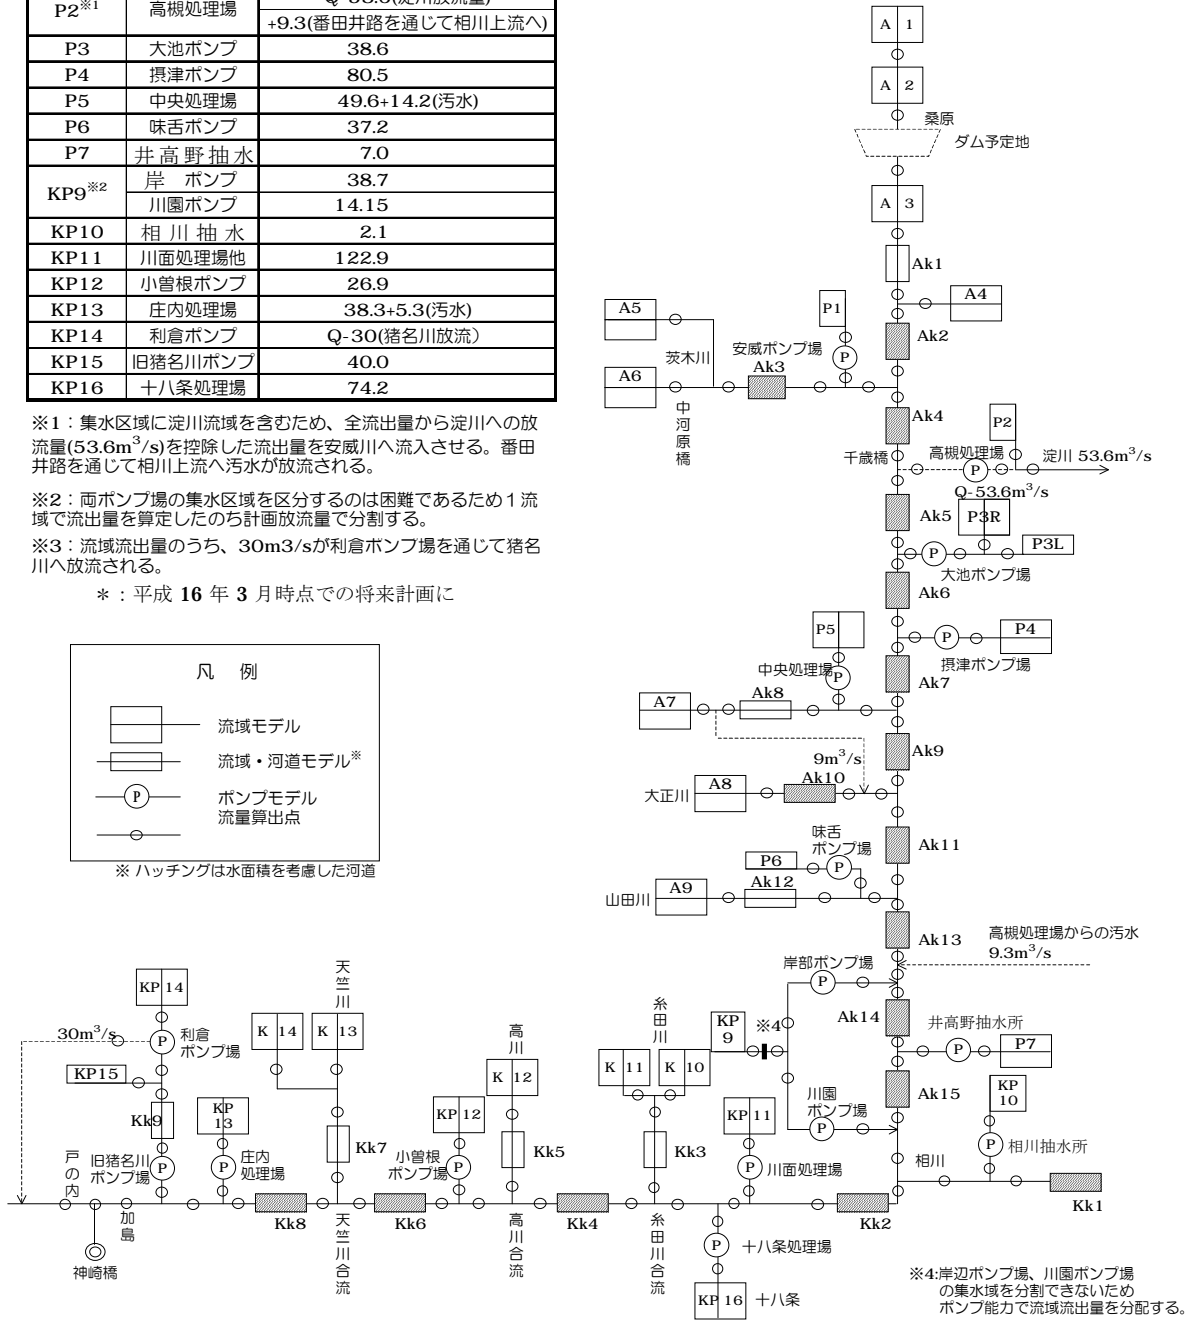 P2※1 高槻処理場
+9.3(番田井路を通じて相川上流へ)
P3 大池ポンプ 38.6
P4 摂津ポンプ 80.5
P5 中央処理場 49.6+14.2(汚水)
P6 味舌ポンプ 37.2
P7 井高野抽水 7.0
KP9※2 岸　ポンプ 38.7
川園ポンプ 14.15
KP10 相川抽水 2.1
KP11 川面処理場他 122.9
KP12 小曽根ポンプ 26.9
KP13 庄内処理場 38.3+5.3(汚水)
KP14 利倉ポンプ Q-30(猪名川放流）
KP15 旧猪名川ポンプ 40.0
KP16 十八条処理場 74.2
※1：集水区域に淀川流域を含むため、全流出量から淀川への放
流量(53.6m3/s)を控除した流出量を安威川へ流入させる。番田
井路を通じて相川上流へ汚水が放流される。
※2：両ポンプ場の集水区域を区分するのは困難であるため１流
域で流出量を算定したのち計画放流量で分割する。
※3：流域流出量のうち、30m3/sが利倉ポンプ場を通じて猪名
川へ放流される。
＊：平成 16 年 3 月時点での将来計画に
凡　例
流域モデル
流域・河道モデル※
P ポンプモデル
流量算出点
※ ハッチングは水面積を考慮した河道
A 1
A 2
桑原
ダム予定地
A 3
Ak1
A4
Ak2
A5
P1
茨木川
安威ポンプ場
P
Ak3
A6
中河原橋
Ak4
P2
千歳橋
高槻処理場
P
淀川 53.6m3/s
Q-53.6m3/s
Ak5
P3R
P
P3L
大池ポンプ場
Ak6
P5
P
P4
摂津ポンプ場
中央処理場
P
Ak7
A7
Ak8
9m3/s
Ak9
大正川
A8
Ak10
味舌
ポンプ場
Ak11
P6
P
山田川
A9
Ak12
Ak13
高槻処理場からの汚水
9.3m3/s
岸部ポンプ場
P
Ak14
井高野抽水所
P
P7
KP
9
※4
Ak15
KP
10
川園
ポンプ場
P
P
相川抽水所
相川
Kk1
KP 14
天竺川
30m3/s
P
利倉
ポンプ場
K 14
K 13
高川
K 12
糸田川
K 11
K 10
KP15
Kk9
KP
13
KP 12
KP 11
Kk7
Kk5
Kk3
戸の内
旧猪名川
ポンプ場
P
P
庄内
処理場
小曽根
ポンプ場
P
P
川面処理場
加島
Kk8
Kk6
Kk4
Kk2
神崎橋
天竺川合流
高川合流
糸田川合流
P
十八条処理場
KP 16
十八条
※4:岸辺ポンプ場、川園ポンプ場
の集水域を分割できないため
ポンプ能力で流域流出量を分配する。